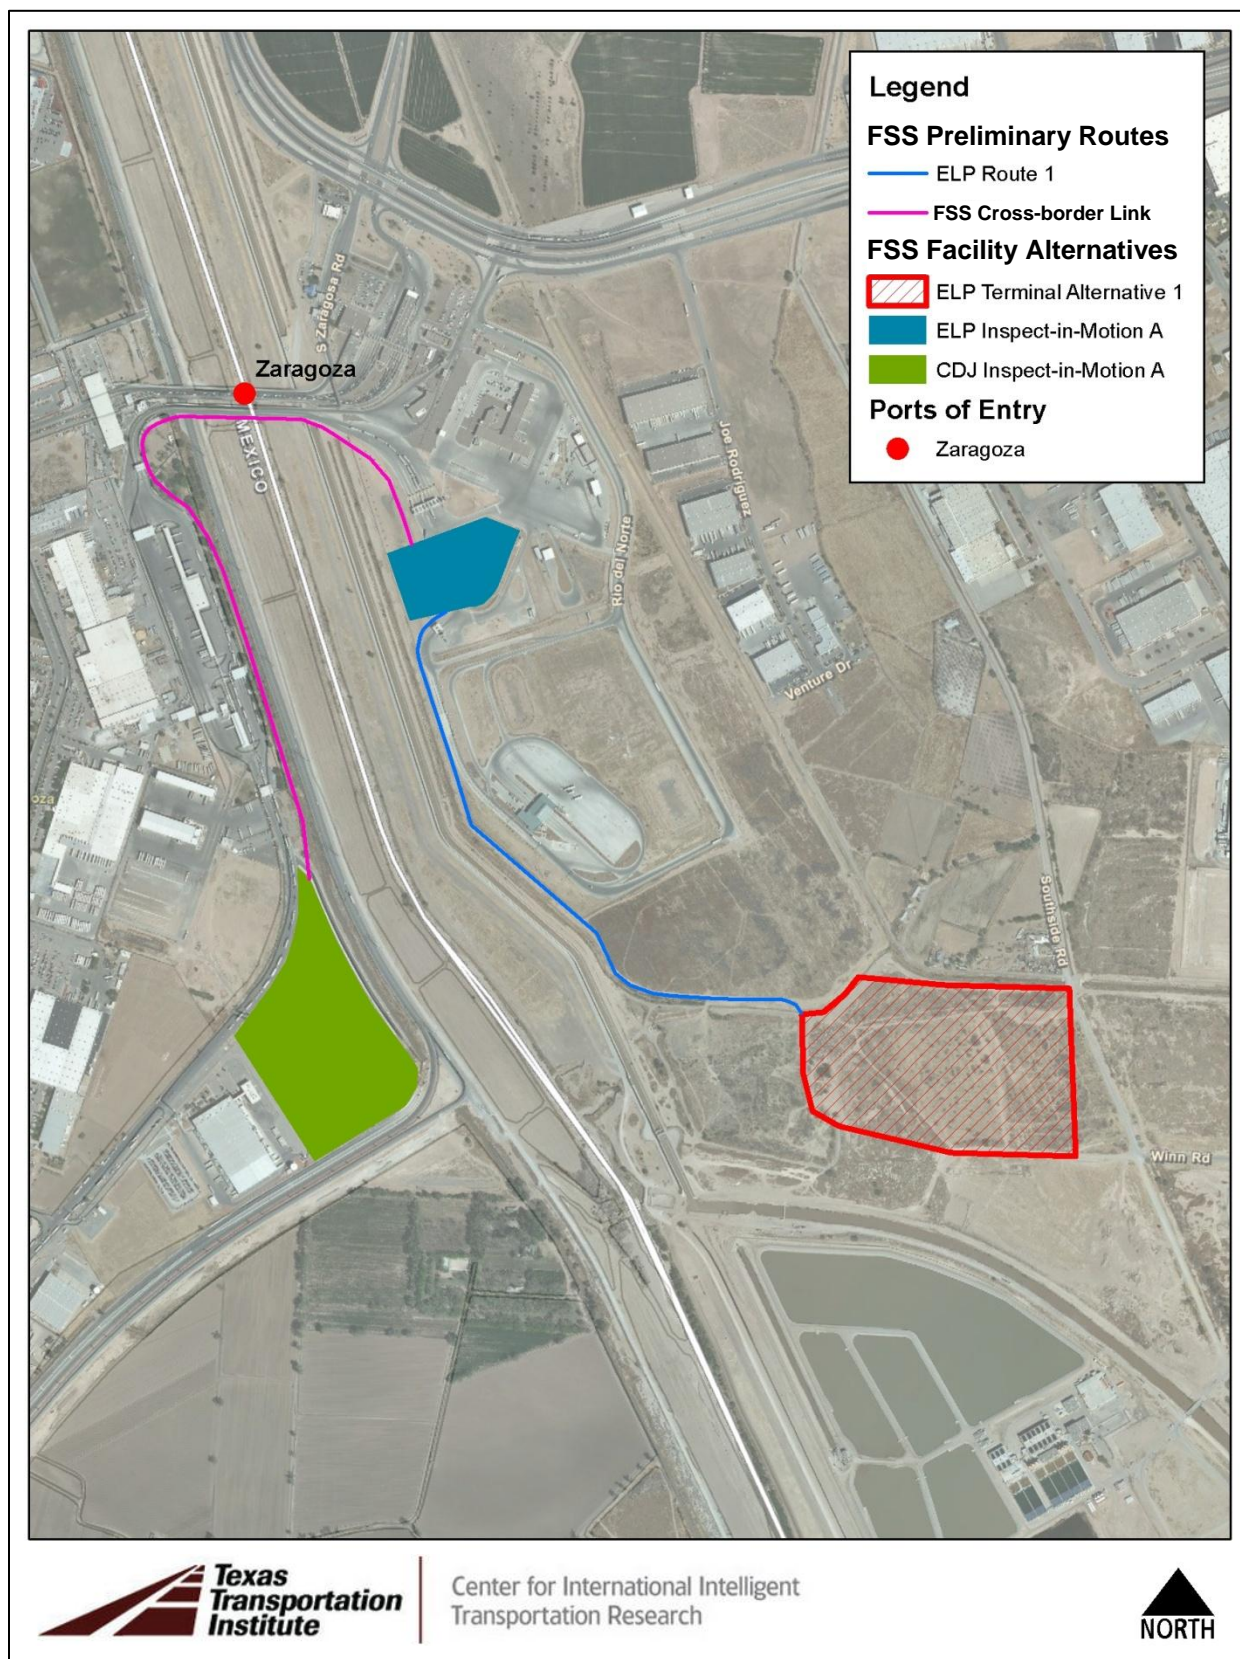 Legend
FSS Preliminary Routes
ELP Route 1
FSS Cross-border Link
FSS Facility Alternatives
ELP Terminal Alternative 1
ELP Inspect-in-Motion A
CDJ Inspect-in-Motion A
Ports of Entry
Zaragoza
S Zaragosa Rd
Zaragoza
MEXICO
Joe Rodriguez
Rio del Norte
Venture Dr
oza
Southside Rd
Winn Rd
Texas
Transportation
Institute
Center for International Intelligent
Transportation Research
NORTH